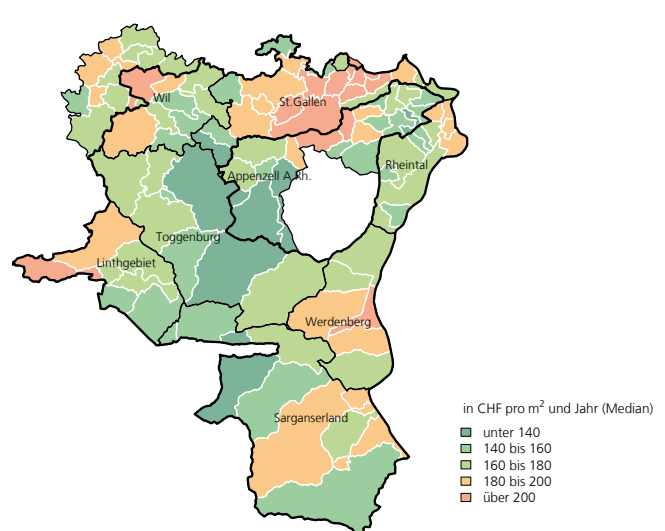 Wil
St.Gallen
Appenzell A.Rh.
Rheintal
Toggenburg
Linthgebiet
Werdenberg
Sarganserland
in CHF pro m² und Jahr (Median)
unter 140
140 bis 160
160 bis 180
180 bis 200
über 200